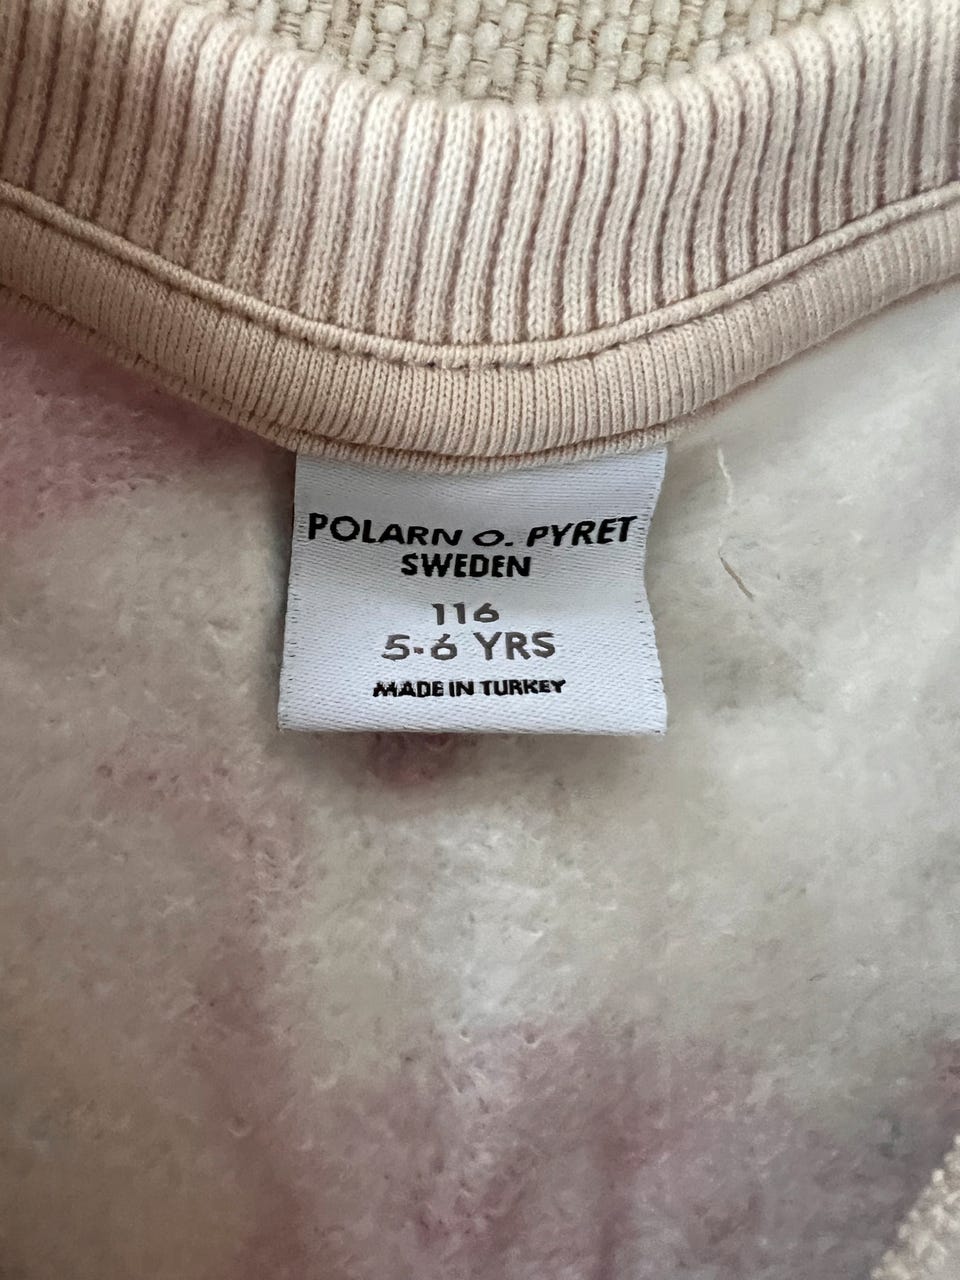 POLARN O. PYRET
SWEDEN
116
5-6 YRS
MADE IN TURKEY